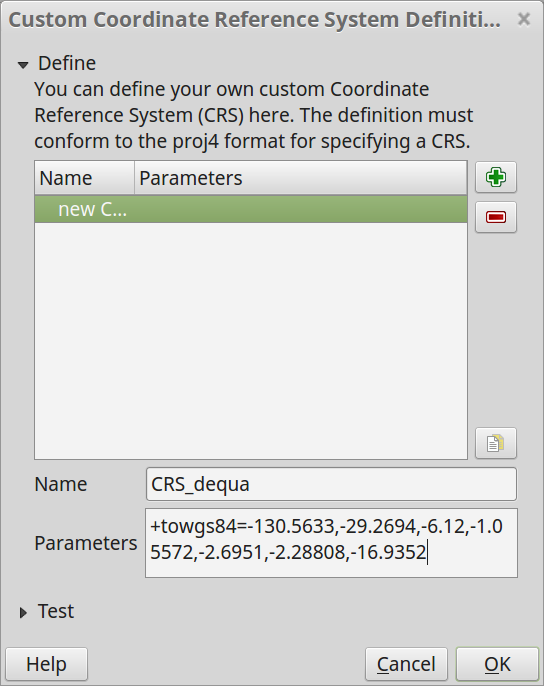 Custom Coordinate Reference System Definiti...
Define
You can define your own custom Coordinate
Reference System (CRS) here. The definition must
conform to the proj4 format for specifying a CRS.
Name Parameters
new C...
Name CRS_dequa
+towgs84=-130.5633,-29.2694,-6.12,-1.0
Parameters
5572,-2.6951,-2.28808,-16.9352
Test
Help Cancel OK